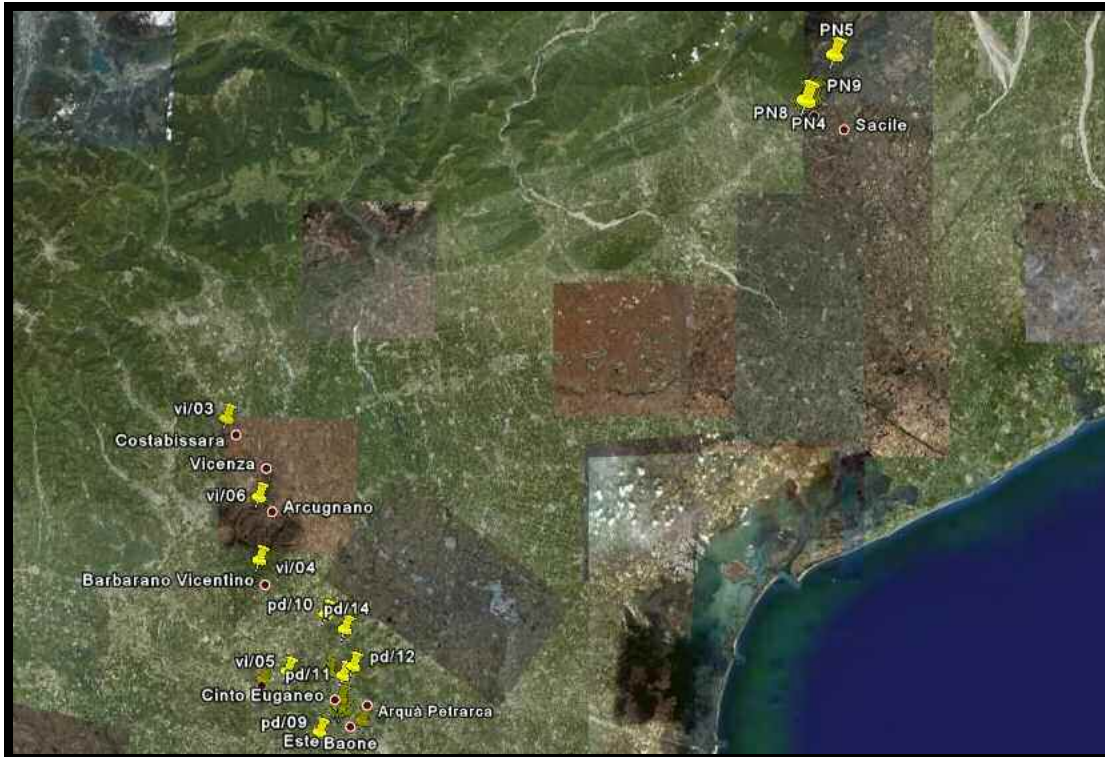 PN5
PN9
PN8
PN4
Sacile
vi/03
Costabissara
Vicenza
vi/06
Arcugnano
vi/04
Barbarano Vicentino
pd/10
pd/14
vi/05
pd/11
pd/12
Cinto Euganeo
Arquà Petrarca
pd/09
Este
Baone